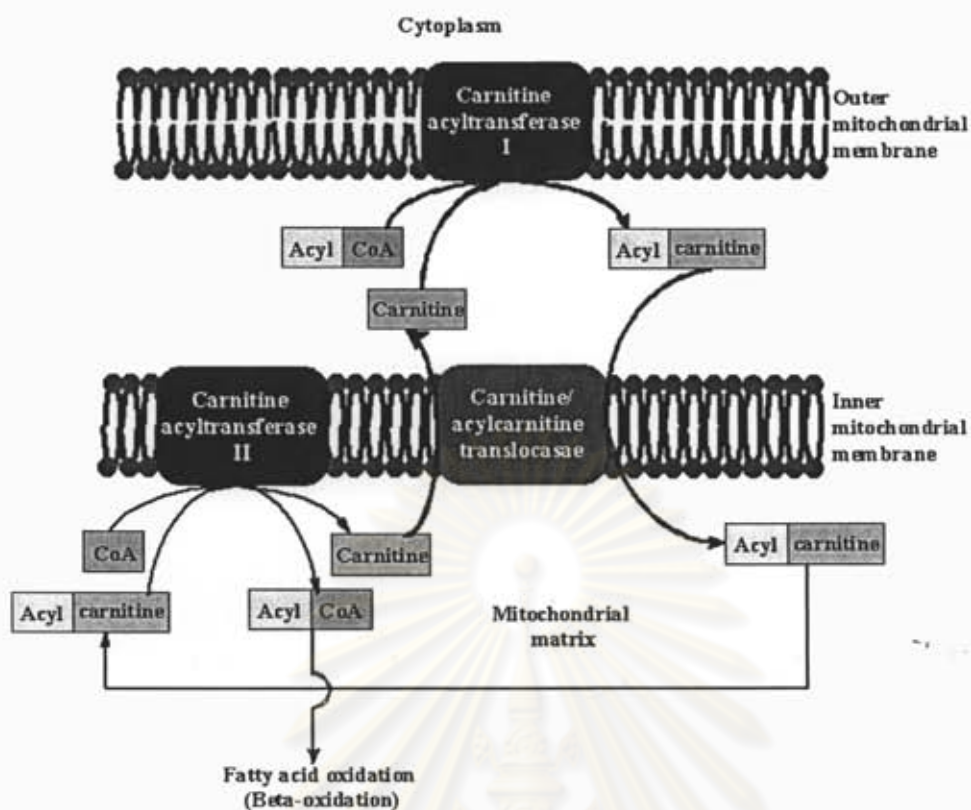 Cytoplasm
Carnitine
acyltransferase
I
Outer
mitochondrial
membrane
Acyl CoA
Acyl carnitine
Carnitine
Carnitine
acyltransferase
II
Carnitine/
acylcarnitine
translocasae
Inner
mitochondrial
membrane
CoA
Carnitine
Acyl carnitine
Acyl carnitine
Acyl CoA
Mitochondrial
matrix
Fatty acid oxidation
(Beta-oxidation)